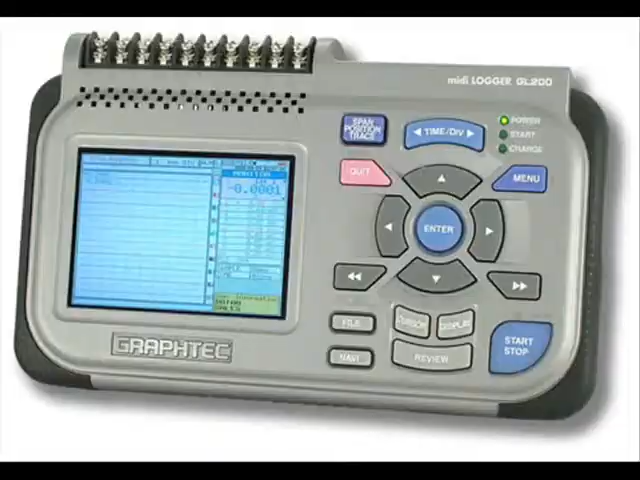 midi LOGGER GL200
SPAN
POSITION
TRACE
TIME/DIV
POWER
START
CHARGE
QUIT
MENU
ENTER
MONITOR
-0.0001
FILE
CURSOR
DISPLAY
NAVI
REVIEW
START
STOP
GRAPHTEC